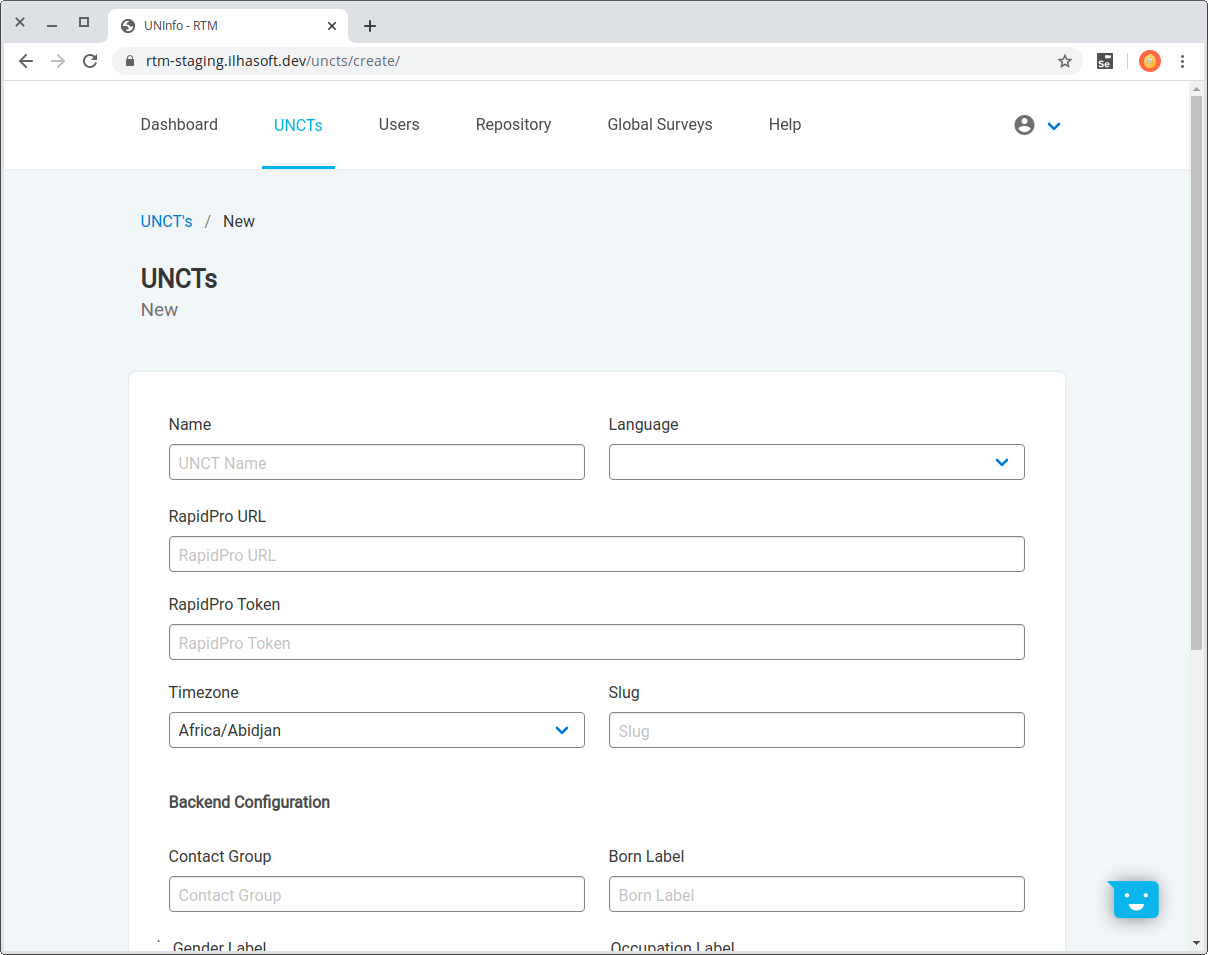 UNInfo - RTM
rtm-staging.ilhasoft.dev/uncts/create/
Se
Dashboard UNCTs Users Repository Global Surveys Help
UNCT's / New
UNCTs
New
Name Language
UNCT Name
RapidPro URL
RapidPro URL
RapidPro Token
RapidPro Token
Timezone Slug
Africa/Abidjan Slug
Backend Configuration
Contact Group Born Label
Contact Group Born Label
Gender Label Occupation Label